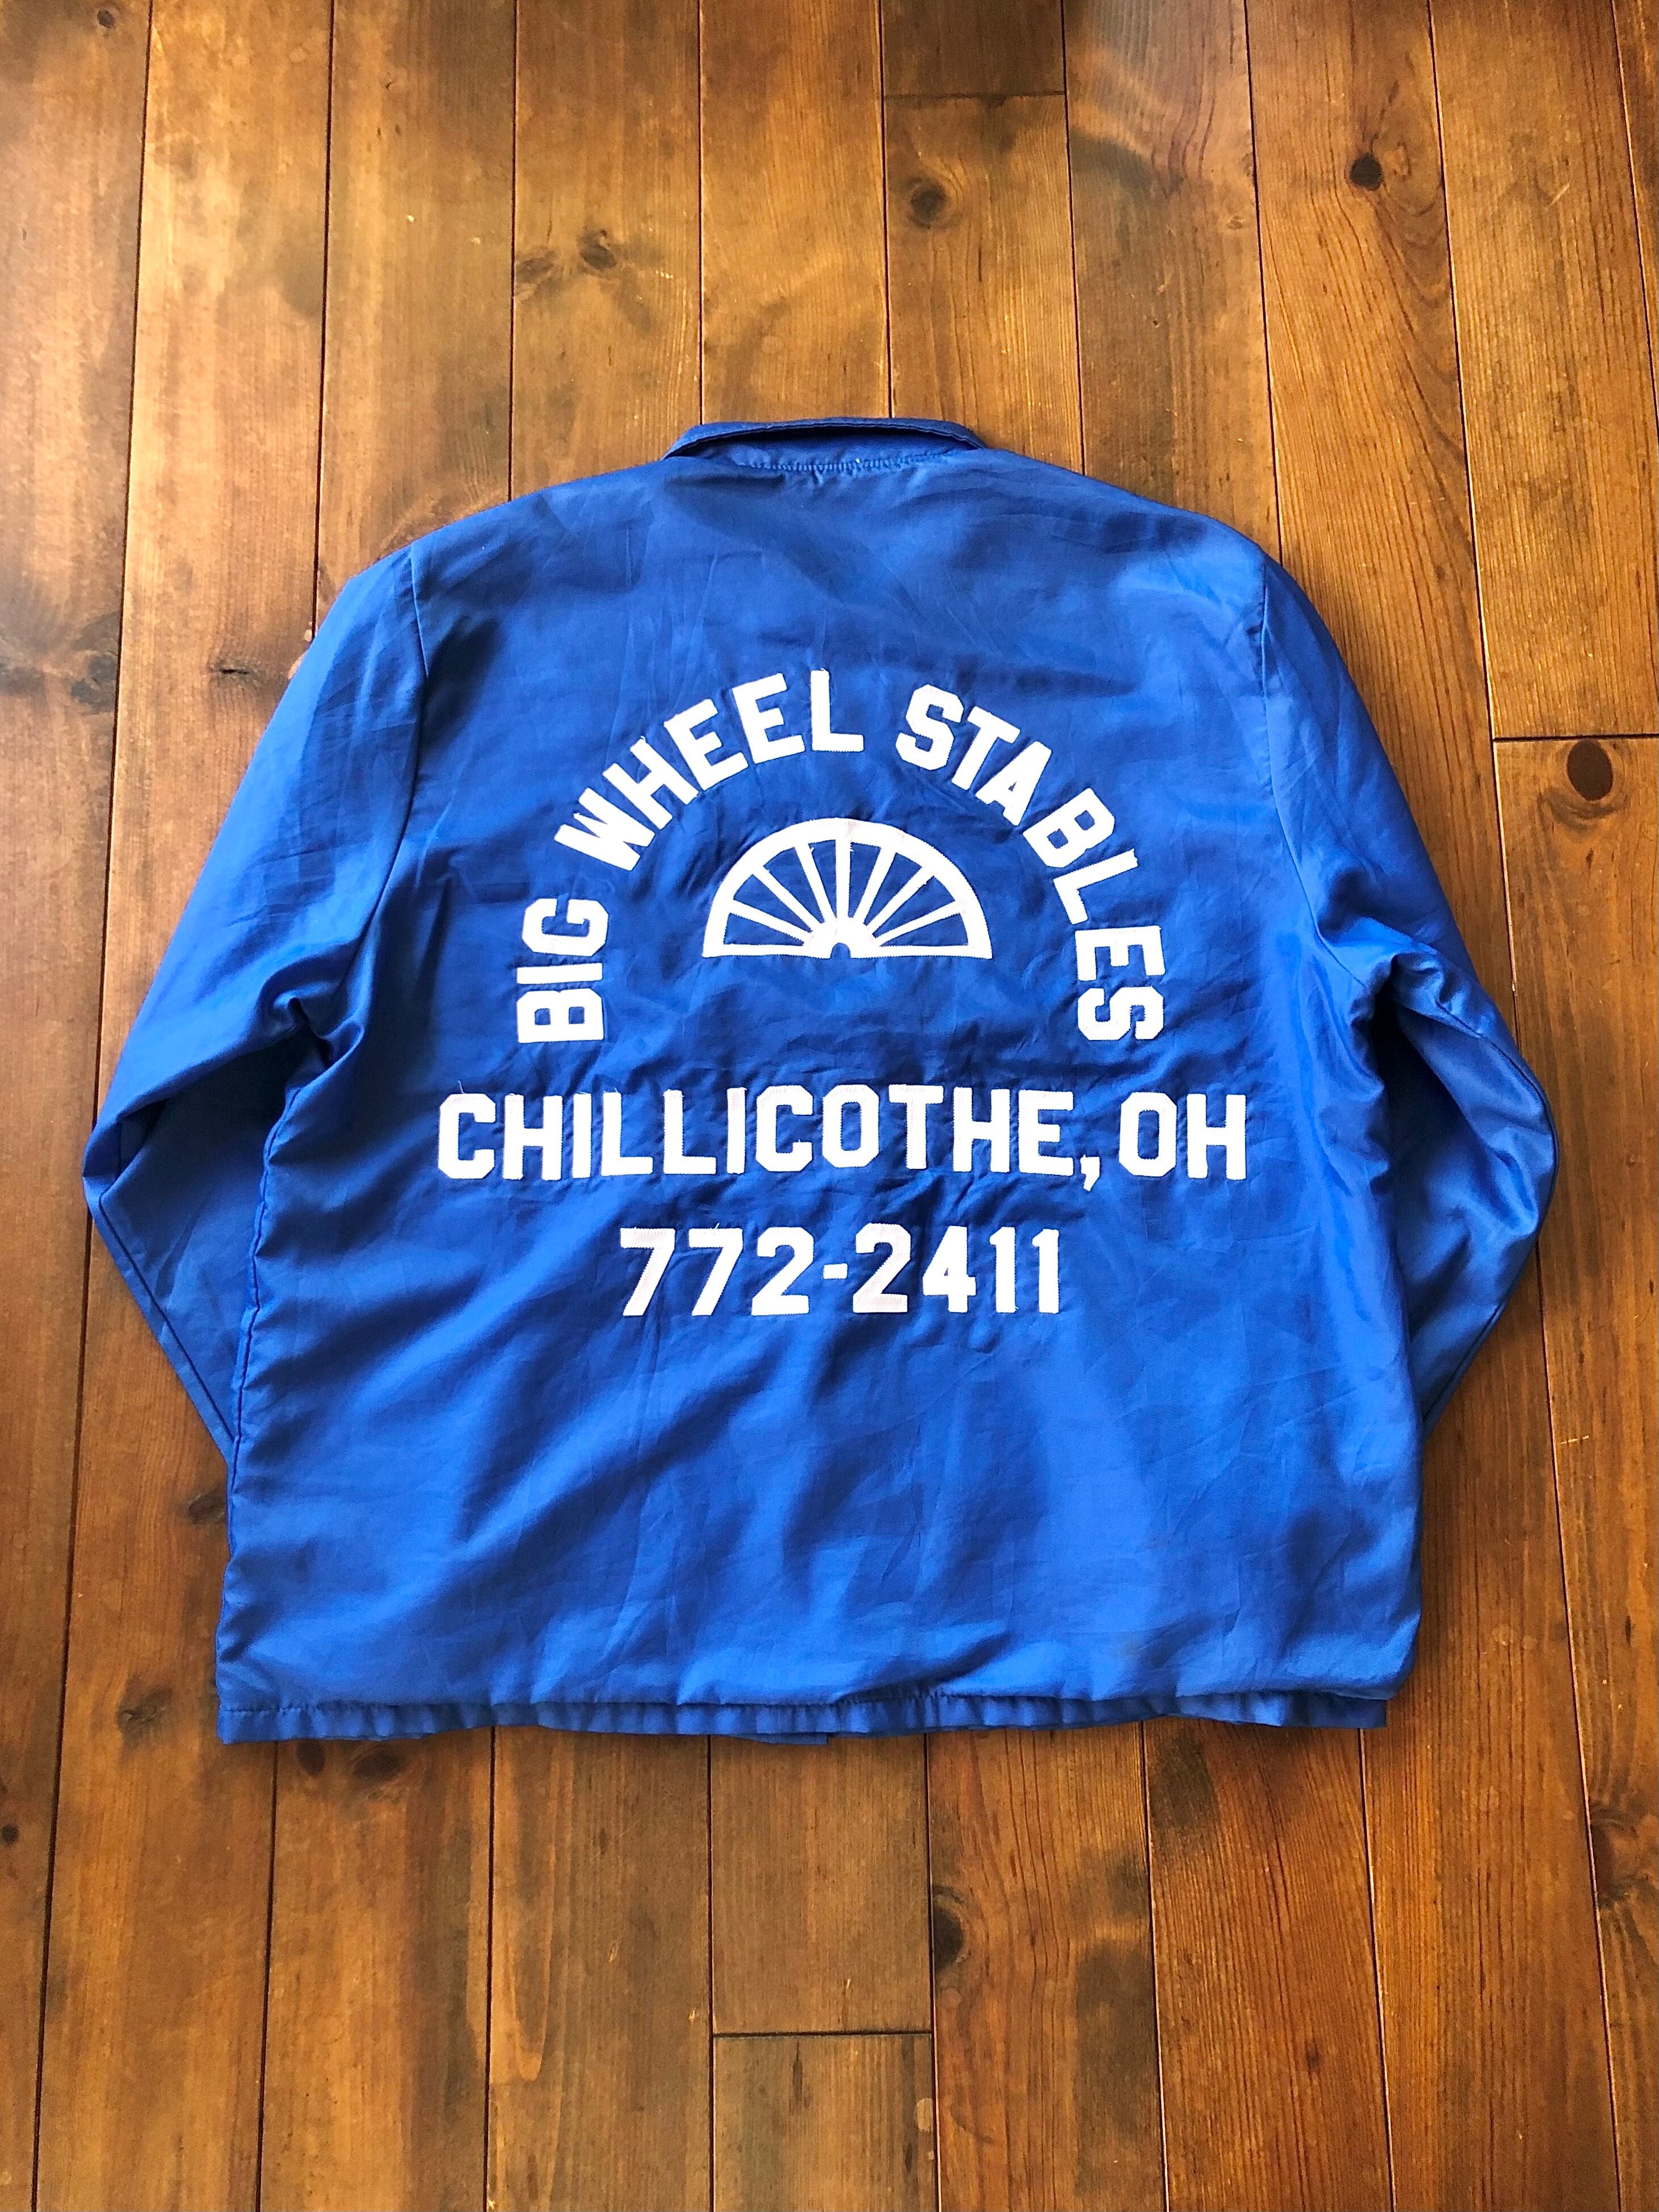 BIG WHEEL STABLES
CHILLICOTHE, OH
772-2411